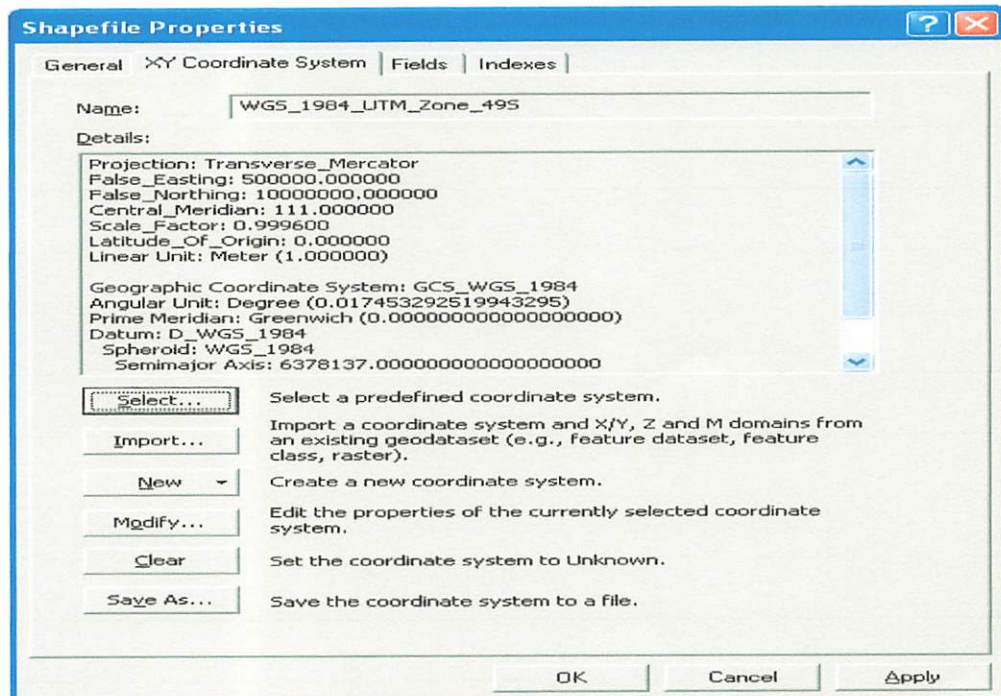 Shapefile Properties
General XY Coordinate System Fields Indexes
Name: WGS_1984_UTM_Zone_49S
Details:
Projection: Transverse_Mercator
False_Easting: 500000.000000
False_Northing: 10000000.000000
Central_Meridian: 111.000000
Scale_Factor: 0.999600
Latitude_Of_Origin: 0.000000
Linear Unit: Meter (1.000000)
Geographic Coordinate System: GCS_WGS_1984
Angular Unit: Degree (0.017453292519943295)
Prime Meridian: Greenwich (0.000000000000000000)
Datum: D_WGS_1984
Spheroid: WGS_1984
Semimajor Axis: 6378137.000000000000000000
Select... Select a predefined coordinate system.
Import... Import a coordinate system and X/Y, Z and M domains from
an existing geodataset (e.g., feature dataset, feature
class, raster).
New Create a new coordinate system.
Modify... Edit the properties of the currently selected coordinate
system.
Clear Set the coordinate system to Unknown.
Save As... Save the coordinate system to a file.
OK Cancel Apply